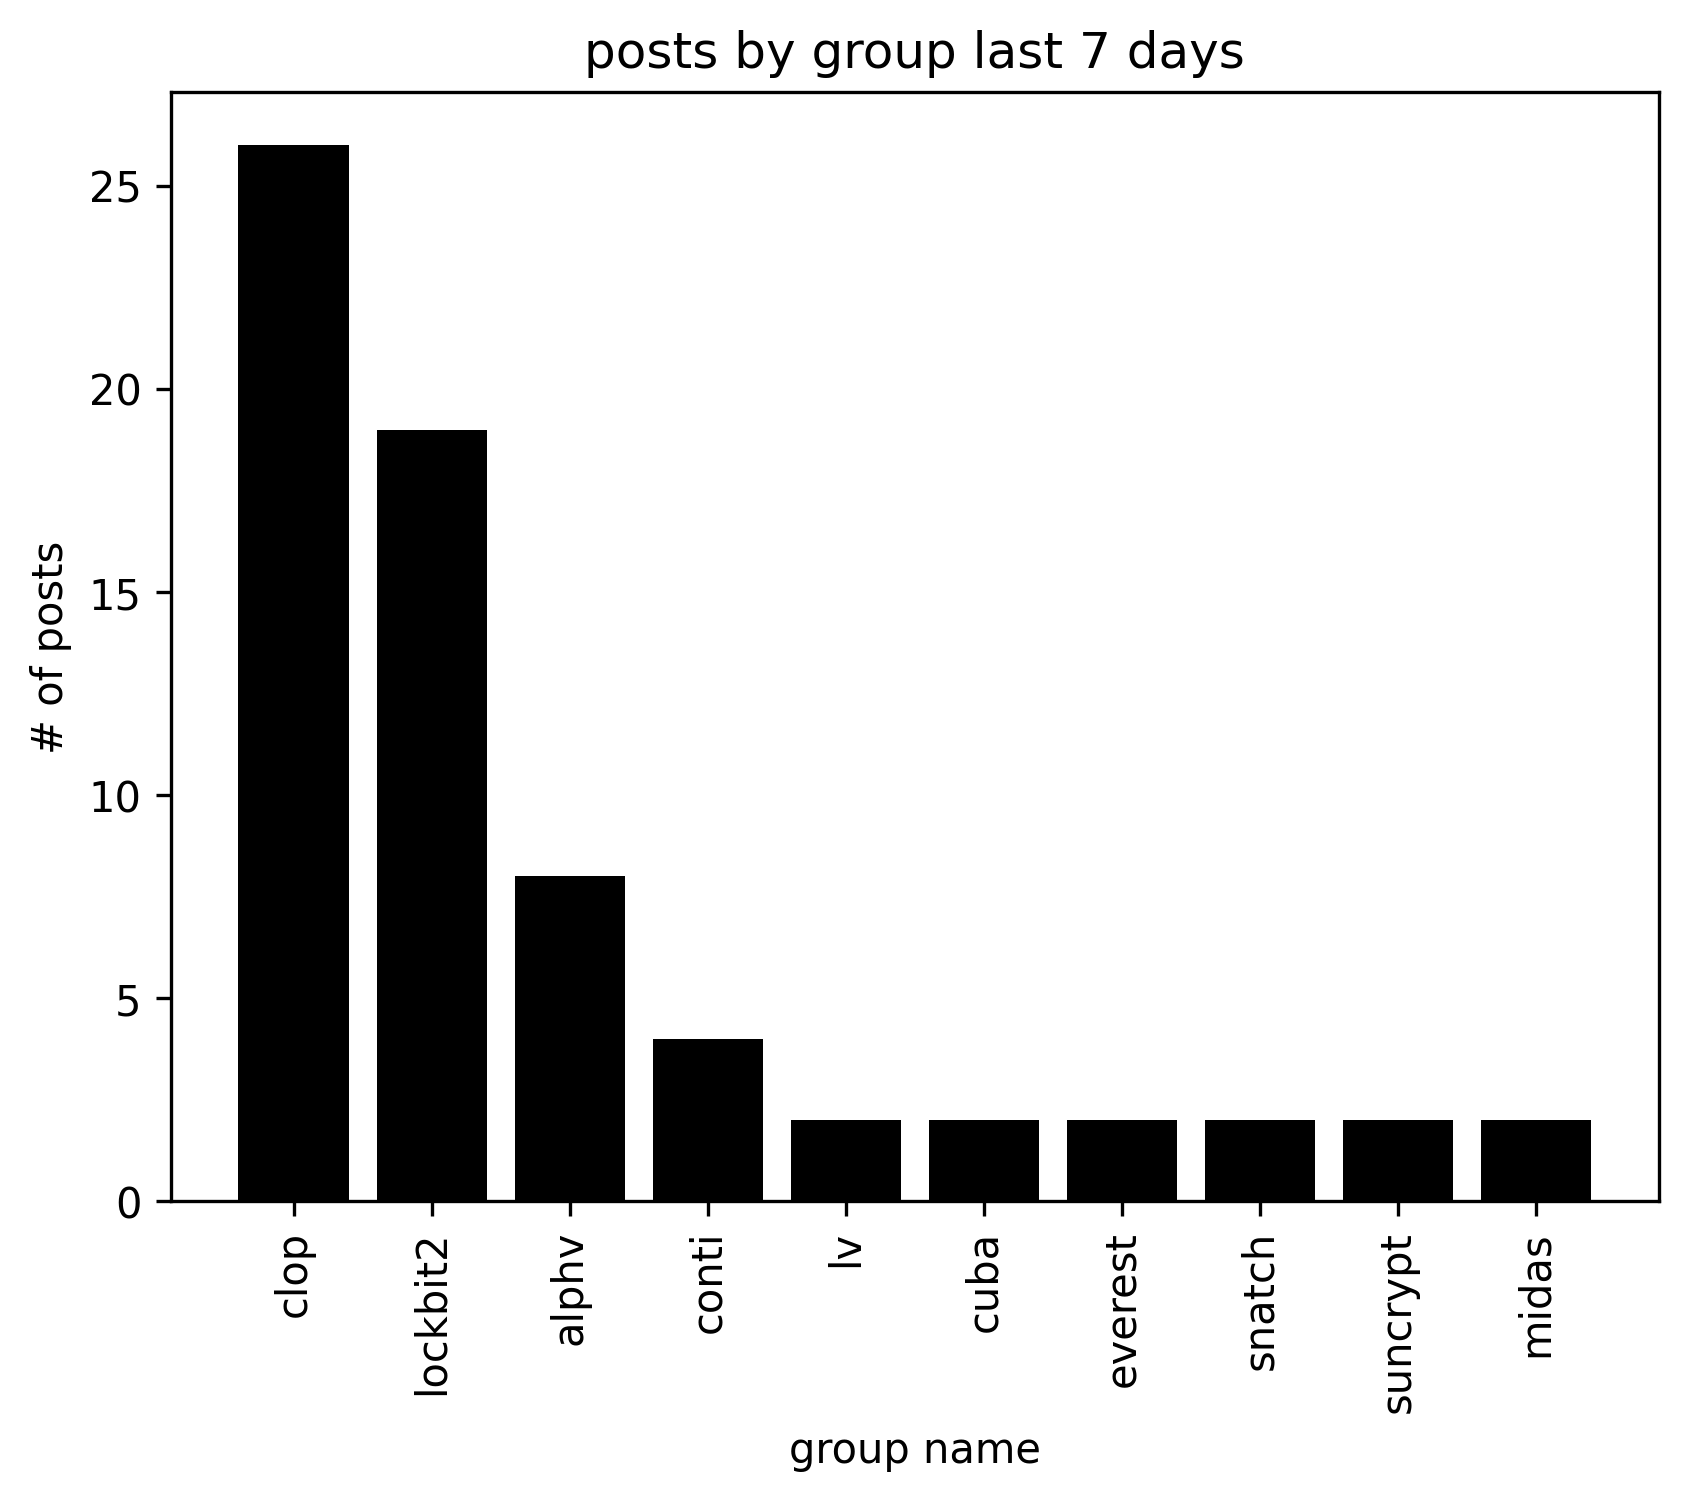 posts by group last 7 days
# of posts
25
20
15
10
5
0
clop
lockbit2
alphv
conti
lv
cuba
everest
snatch
suncrypt
midas
group name